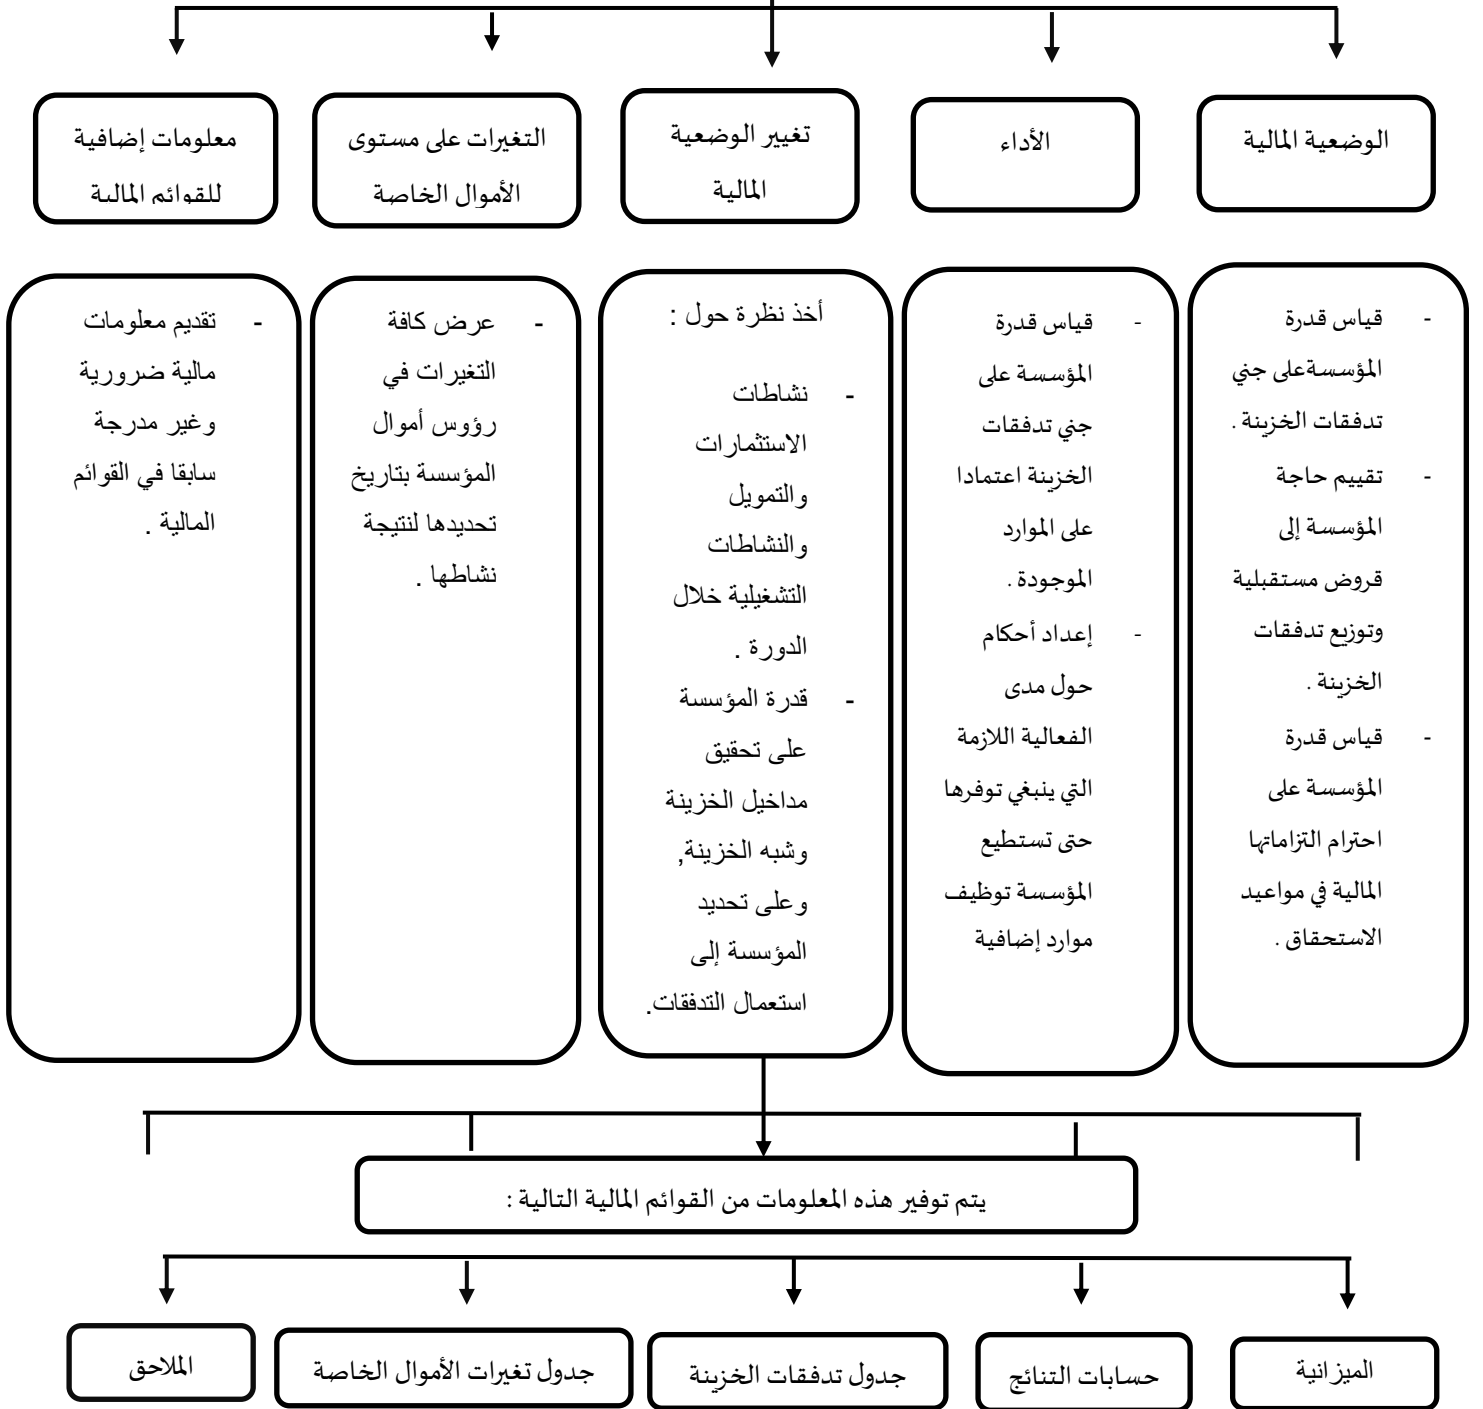 الوضعية المالية
الأداء
تغيير الوضعية
المالية
التغيرات على مستوى
الأموال الخاصة
معلومات إضافية
للقوائم المالية
- قياس قدرة
المؤسسةعلى جني
تدفقات الخزينة .
- تقييم حاجة
المؤسسة إلى
قروض مستقبلية
وتوزيع تدفقات
الخزينة .
- قياس قدرة
المؤسسة على
احترام التزاماتها
المالية في مواعيد
الاستحقاق .
- قياس قدرة
المؤسسة على
جني تدفقات
الخزينة اعتمادا
على الموارد
الموجودة .
- إعداد أحكام
حول مدى
الفعالية اللازمة
التي ينبغي توفرها
حتى تستطيع
المؤسسة توظيف
موارد إضافية
أخذ نظرة حول :
- نشاطات
الاستثمارات
والتمويل
والنشاطات
التشغيلية خلال
الدورة .
- قدرة المؤسسة
على تحقيق
مداخيل الخزينة
وشبه الخزينة,
وعلى تحديد
المؤسسة إلى
استعمال التدفقات.
- عرض كافة
التغيرات في
رؤوس أموال
المؤسسة بتاريخ
تحديدها لنتيجة
نشاطها .
- تقديم معلومات
مالية ضرورية
وغير مدرجة
سابقا في القوائم
المالية .
يتم توفير هذه المعلومات من القوائم المالية التالية :
الميزانية
حسابات التنائج
جدول تدفقات الخزينة
جدول تغيرات الأموال الخاصة
الملاحق